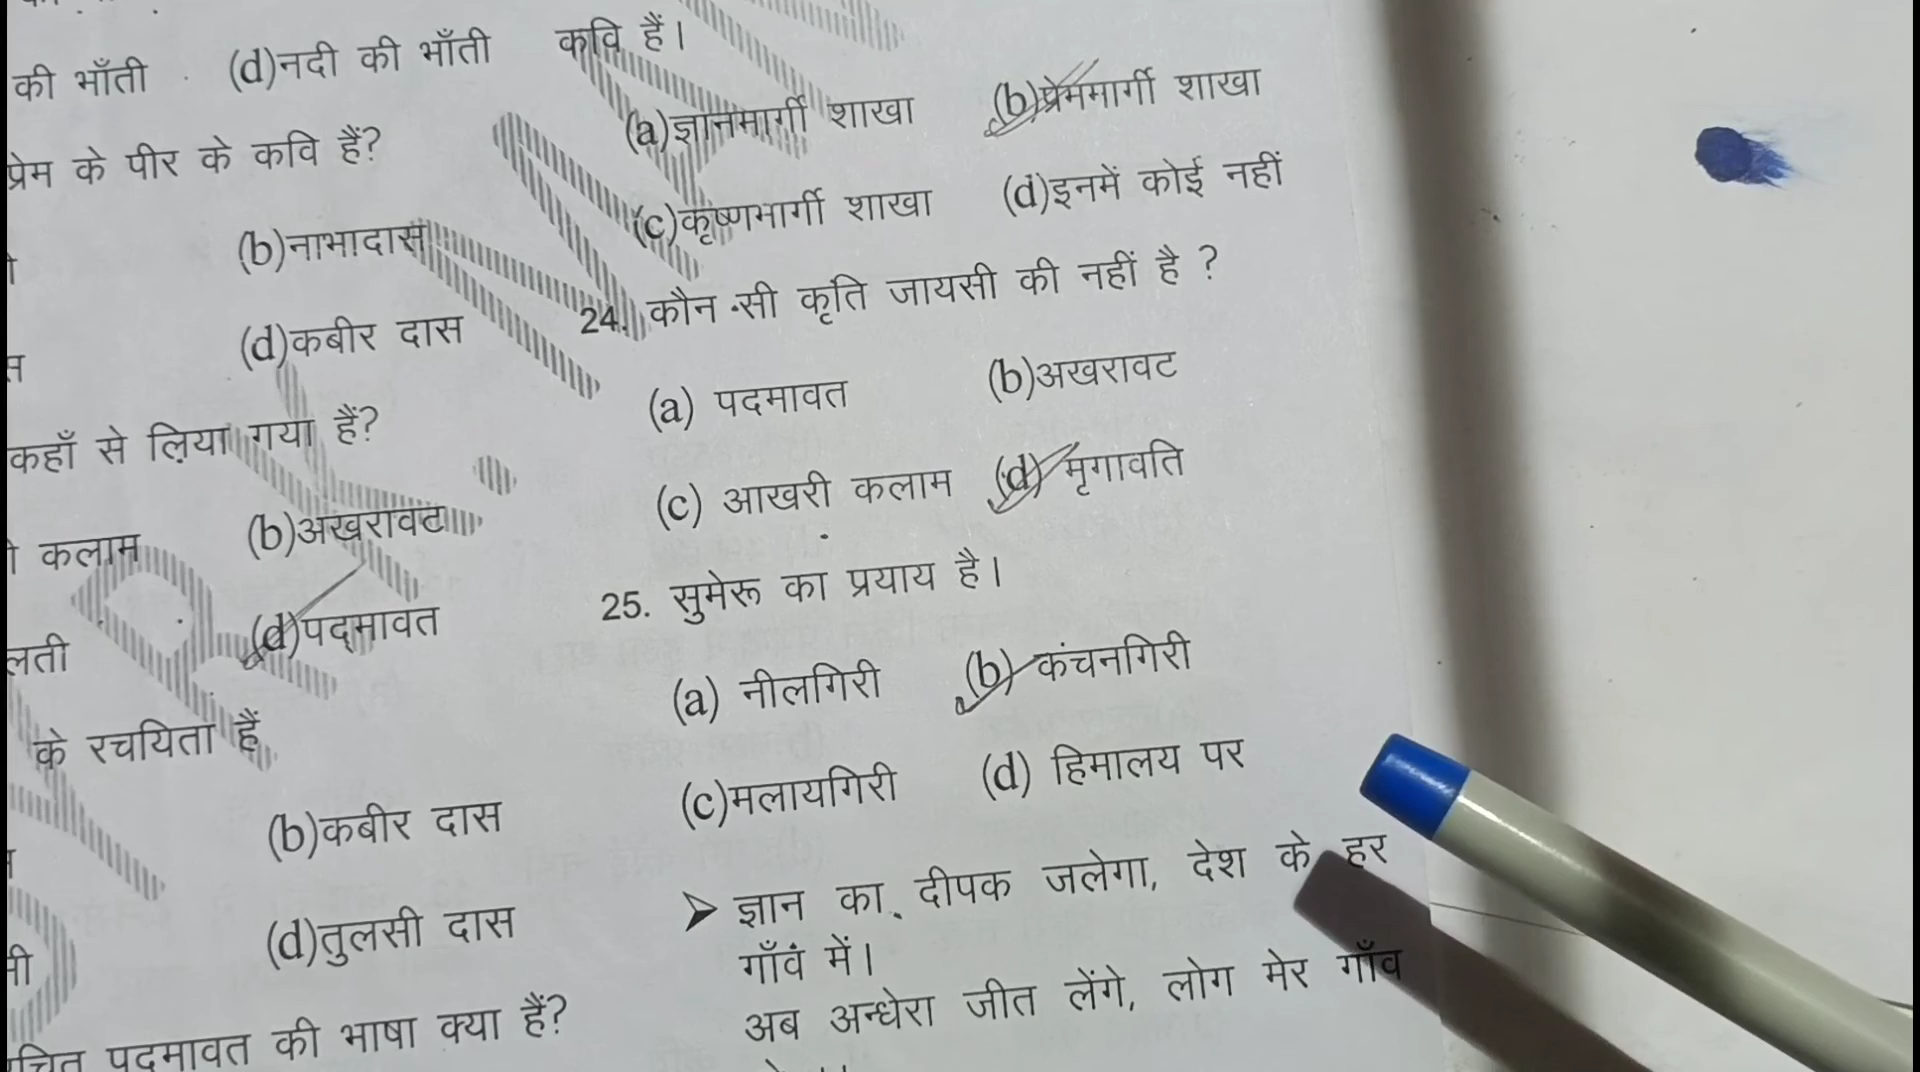 की भाँती (d)नदी की भाँती
प्रेम के पीर के कवि हैं?
(b)नाभादास
(d)कबीर दास
कहाँ से लिया गया हैं?
कलाम (b)अखरावट
(d)पद्मावत
के रचयिता हैं
(b)कबीर दास
(d)तुलसी दास
पदमावत की भाषा क्या हैं?
कवि हैं।
(a)ज्ञानमार्गी शाखा (b)प्रेममार्गी शाखा
(c)कृष्णमार्गी शाखा (d)इनमें कोई नहीं
24. कौन सी कृति जायसी की नहीं है ?
(a) पदमावत (b)अखरावट
(c) आखरी कलाम (d) मृगावति
25. सुमेरू का प्रयाय है।
(a) नीलगिरी (b) कंचनगिरी
(c)मलायगिरी (d) हिमालय पर
➤ ज्ञान का दीपक जलेगा, देश के हर
गाँवं में।
अब अन्धेरा जीत लेंगे, लोग मेर गाँव